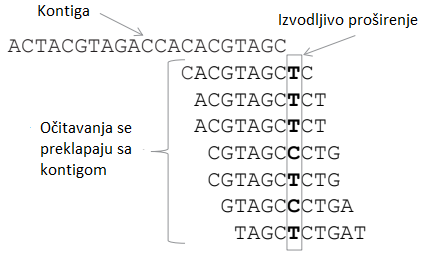 Kontiga
Izvodljivo proširenje
ACTACGTAGACCACACGTAGC
CACGTAGCTC
ACGTAGCTCT
ACGTAGCTCT
CGTAGCCCTG
CGTAGCTCTG
GTAGCCCTGA
TAGCTCTGAT
Očitavanja se
preklapaju sa
kontigom